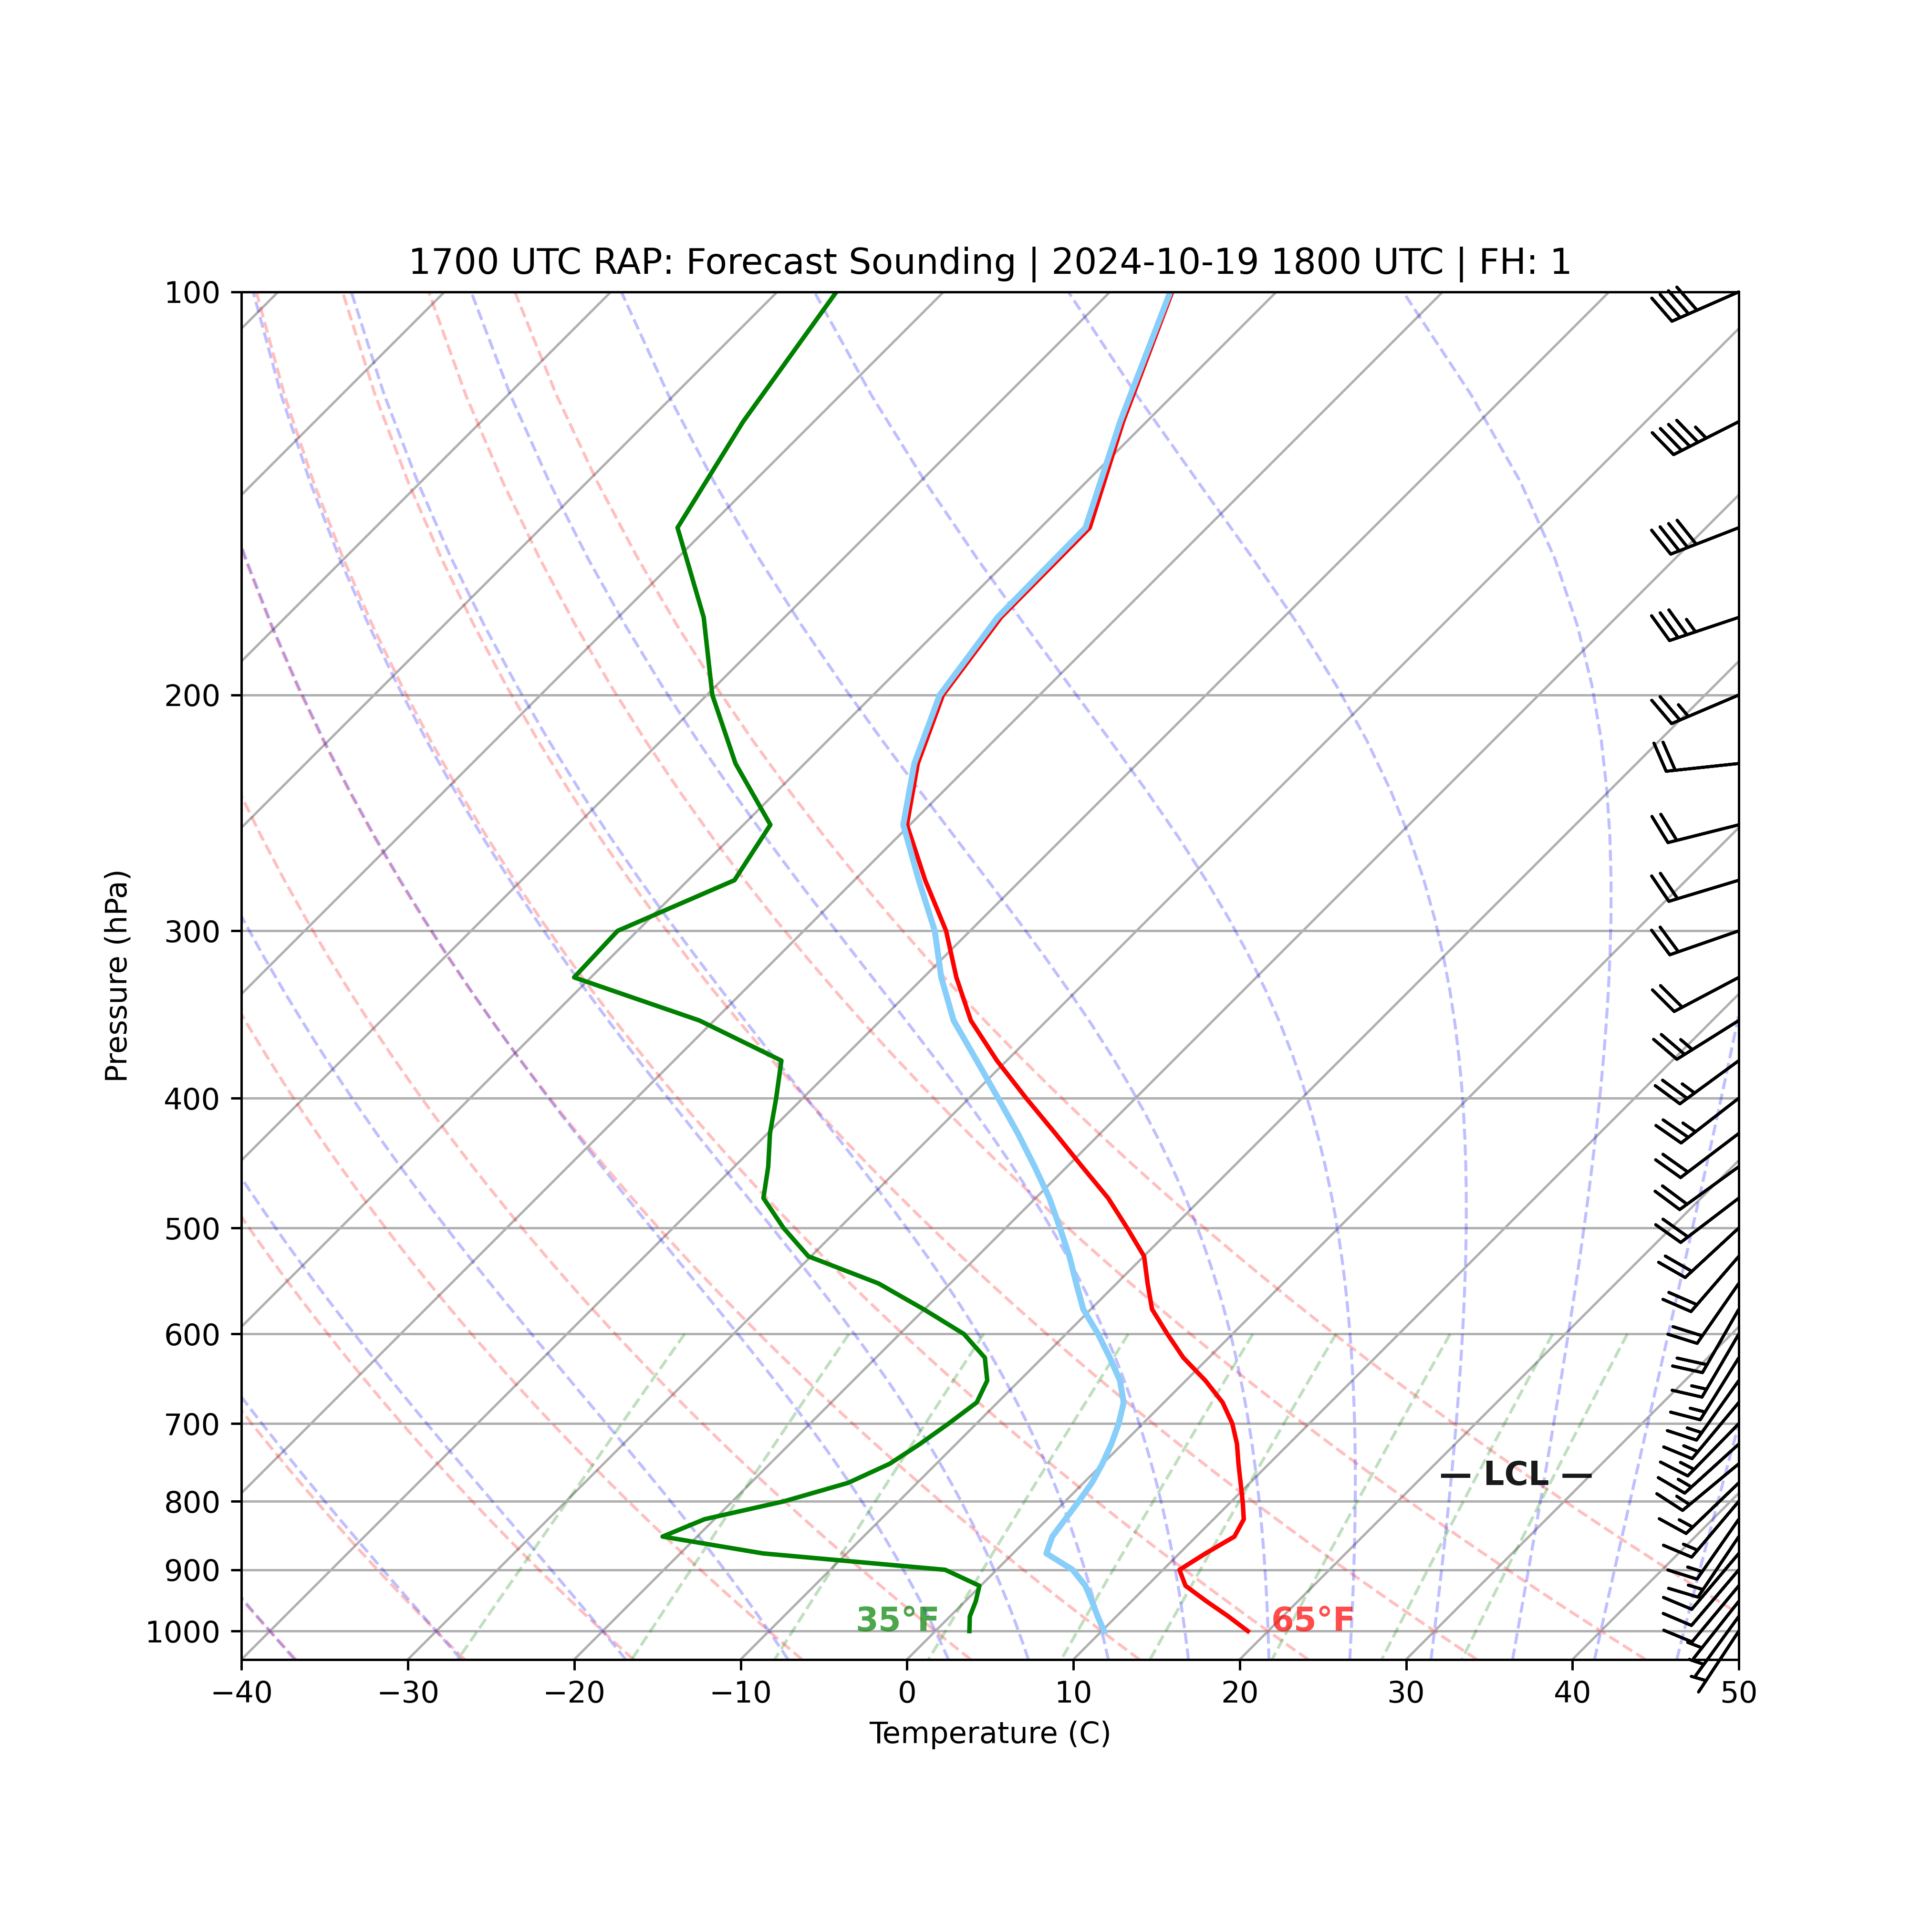 1700 UTC RAP: Forecast Sounding | 2024-10-19 1800 UTC | FH: 1
100
200
300
400
500
600
700
800
900
1000
Pressure (hPa)
— LCL —
35°F
65°F
−40 −30 −20 −10 0 10 20 30 40 50
Temperature (C)